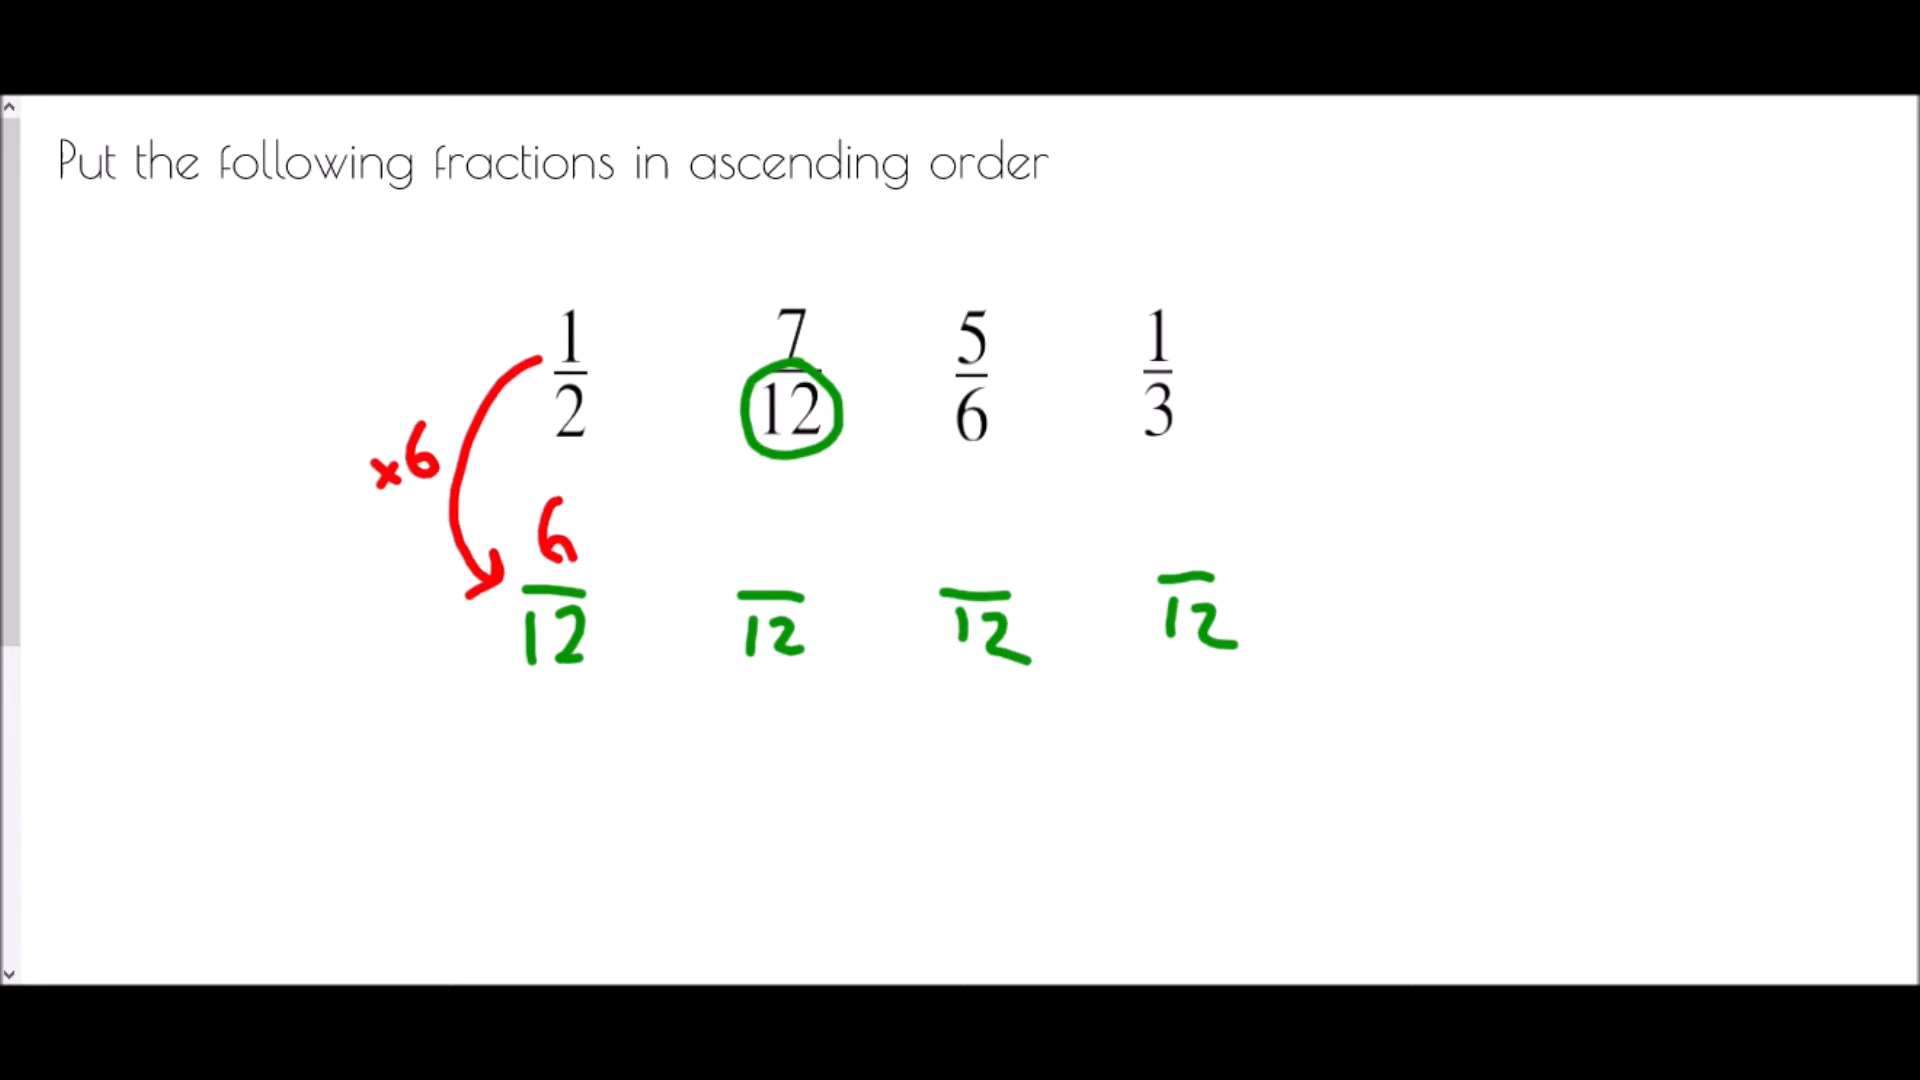 Put the following fractions in ascending order
1/2 7/12 5/6 1/3
×6
6/12 /12 /12 /12